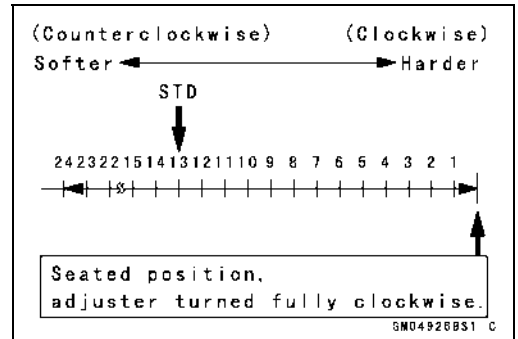 (Counterclockwise) (Clockwise)
Softer Harder
STD
24 23 22 15 14 13 12 11 10 9 8 7 6 5 4 3 2 1
Seated position,
adjuster turned fully clockwise.